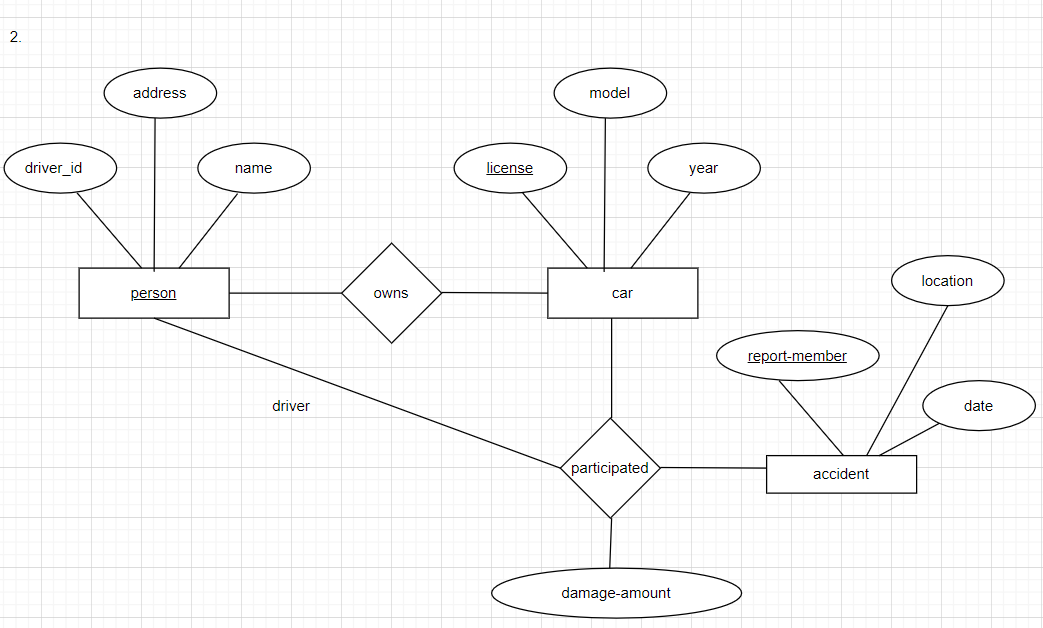 2.
address
model
driver_id
name
license
year
person
owns
car
location
report-member
driver
date
participated
accident
damage-amount